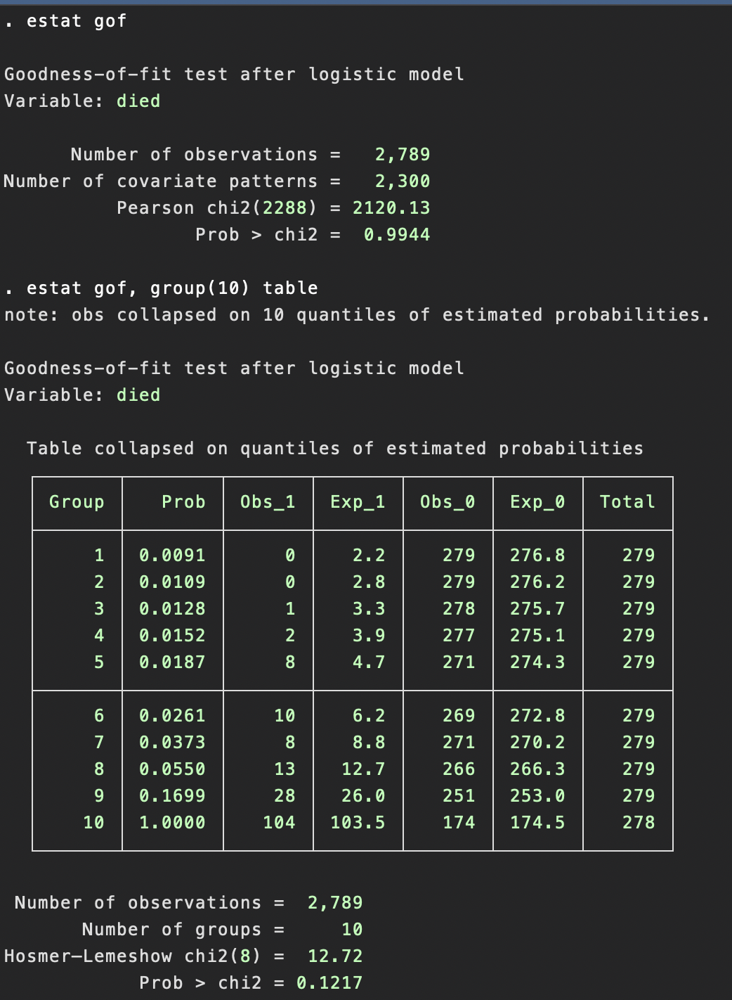 . estat gof
Goodness-of-fit test after logistic model
Variable: died
Number of observations = 2,789
Number of covariate patterns = 2,300
Pearson chi2(2288) = 2120.13
Prob > chi2 = 0.9944
. estat gof, group(10) table
note: obs collapsed on 10 quantiles of estimated probabilities.
Goodness-of-fit test after logistic model
Variable: died
Table collapsed on quantiles of estimated probabilities
Group Prob Obs_1 Exp_1 Obs_0 Exp_0 Total
1 0.0091 0 2.2 279 276.8 279
2 0.0109 0 2.8 279 276.2 279
3 0.0128 1 3.3 278 275.7 279
4 0.0152 2 3.9 277 275.1 279
5 0.0187 8 4.7 271 274.3 279
6 0.0261 10 6.2 269 272.8 279
7 0.0373 8 8.8 271 270.2 279
8 0.0550 13 12.7 266 266.3 279
9 0.1699 28 26.0 251 253.0 279
10 1.0000 104 103.5 174 174.5 278
Number of observations = 2,789
Number of groups = 10
Hosmer–Lemeshow chi2(8) = 12.72
Prob > chi2 = 0.1217